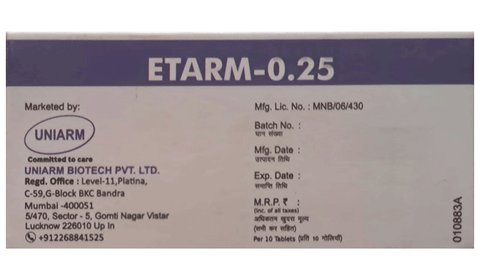 ETARM-0.25
Marketed by:
UNIARM
Committed to care
UNIARM BIOTECH PVT. LTD.
Regd. Office : Level-11,Platina,
C-59,G-Block BKC Bandra
Mumbai -400051
5/470, Sector - 5, Gomti Nagar Vistar
Lucknow 226010 Up In
+912268841525
Mfg. Lic. No. : MNB/06/430
Batch No. :
घान संख्या
Mfg. Date :
उत्पादन तिथि
Exp. Date :
समाप्ति तिथि
M.R.P. ₹ :
(Inc. of all taxes)
अधिकतम खुदरा मूल्य
(सभी कर सहित)
Per 10 Tablets (प्रति 10 गोलियाँ)
010883A